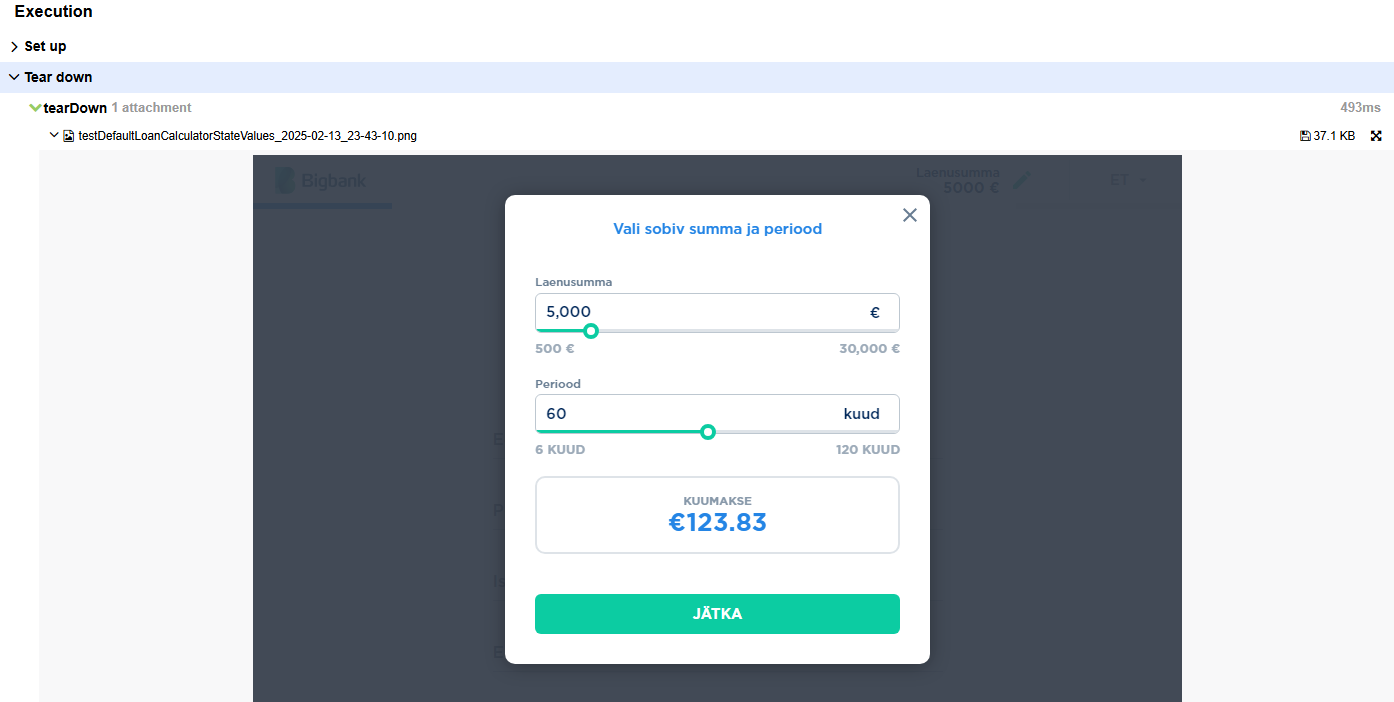 Execution
Set up
Tear down
tearDown 1 attachment 493ms
testDefaultLoanCalculatorStateValues_2025-02-13_23-43-10.png 37.1 KB
Bigbank Laenusumma ET
5000 €
Vali sobiv summa ja periood
Laenusumma
5,000 €
500 € 30,000 €
Periood
60 kuud
6 KUUD 120 KUUD
KUUMAKSE
€123.83
JÄTKA